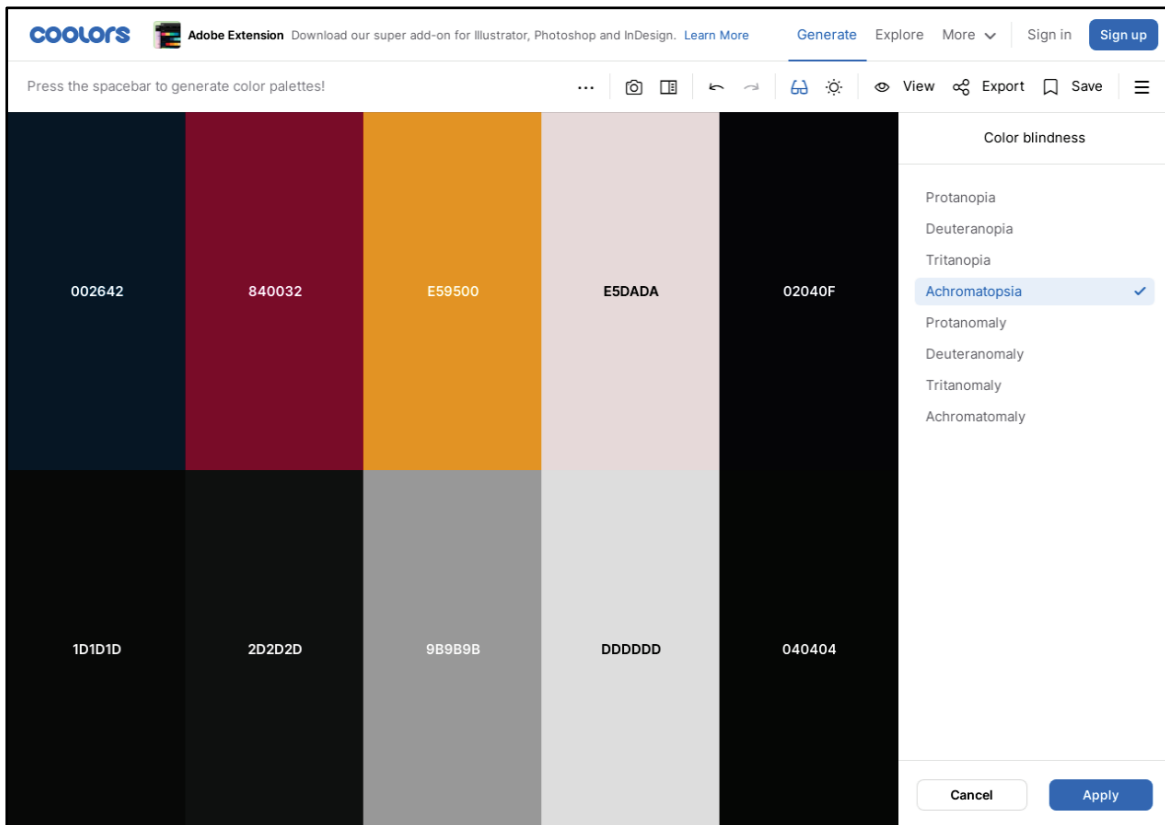 coolors Adobe Extension Download our super add-on for Illustrator, Photoshop and InDesign. Learn More Generate Explore More Sign in Sign up
Press the spacebar to generate color palettes! ... View Export Save
Color blindness
Protanopia
Deuteranopia
Tritanopia
Achromatopsia
Protanomaly
Deuteranomaly
Tritanomaly
Achromatomaly
002642 840032 E59500 E5DADA 02040F
1D1D1D 2D2D2D 9B9B9B DDDDDD 040404
Cancel Apply